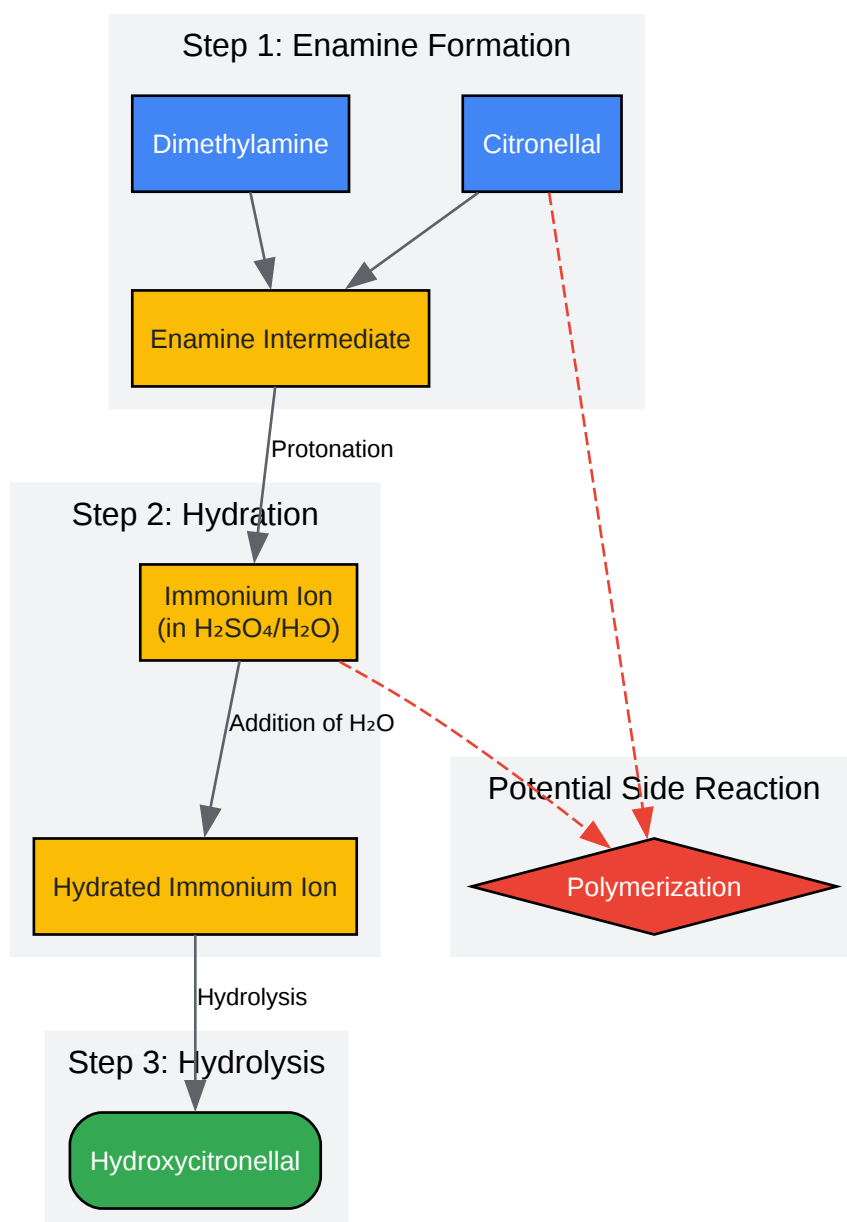 Step 1: Enamine Formation
Dimethylamine
Citronellal
Enamine Intermediate
Protonation
Step 2: Hydration
Immonium Ion
(in H₂SO₄/H₂O)
Addition of H₂O
Potential Side Reaction
Hydrated Immonium Ion
Polymerization
Hydrolysis
Step 3: Hydrolysis
Hydroxycitronellal